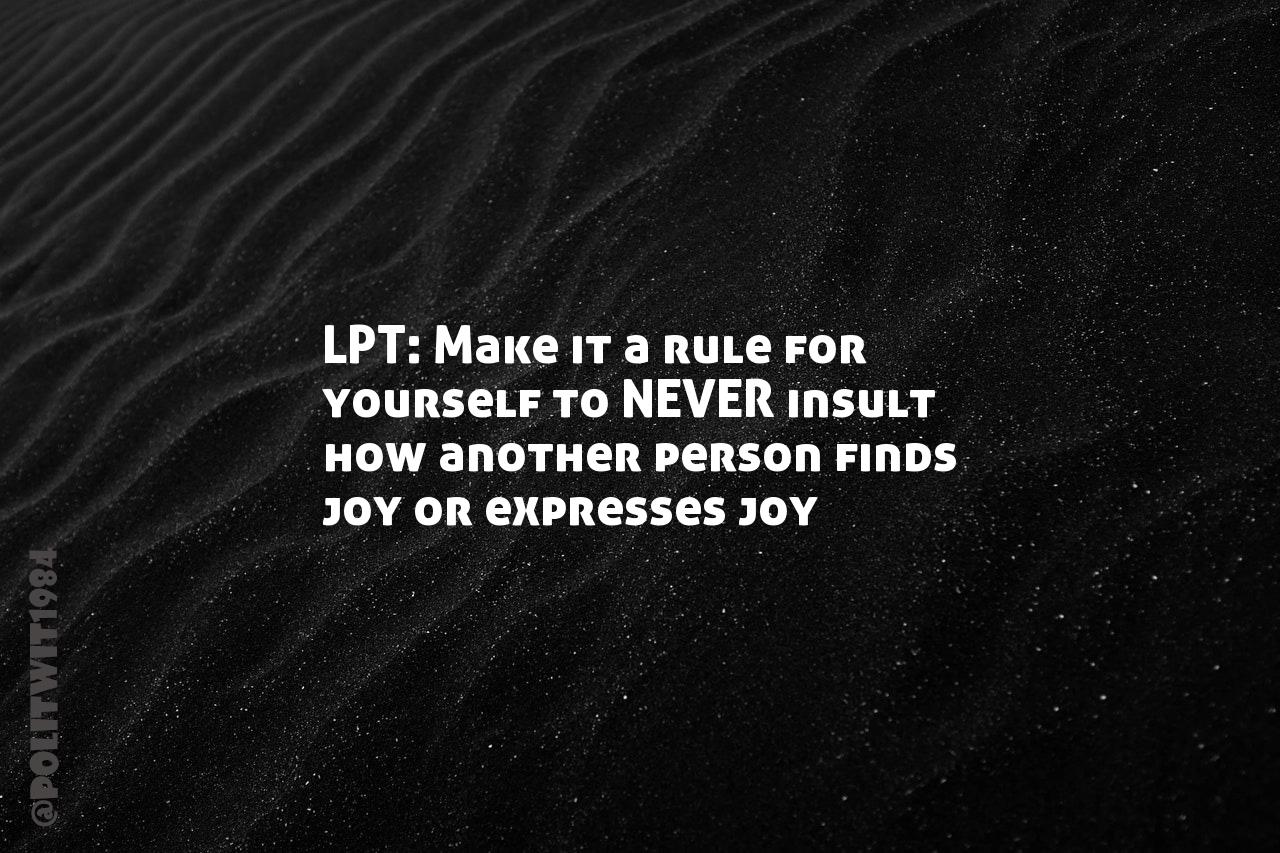 LPT: Make it a rule for
yourself to NEVER insult
how another person finds
joy or expresses joy
@POLITWIT1984